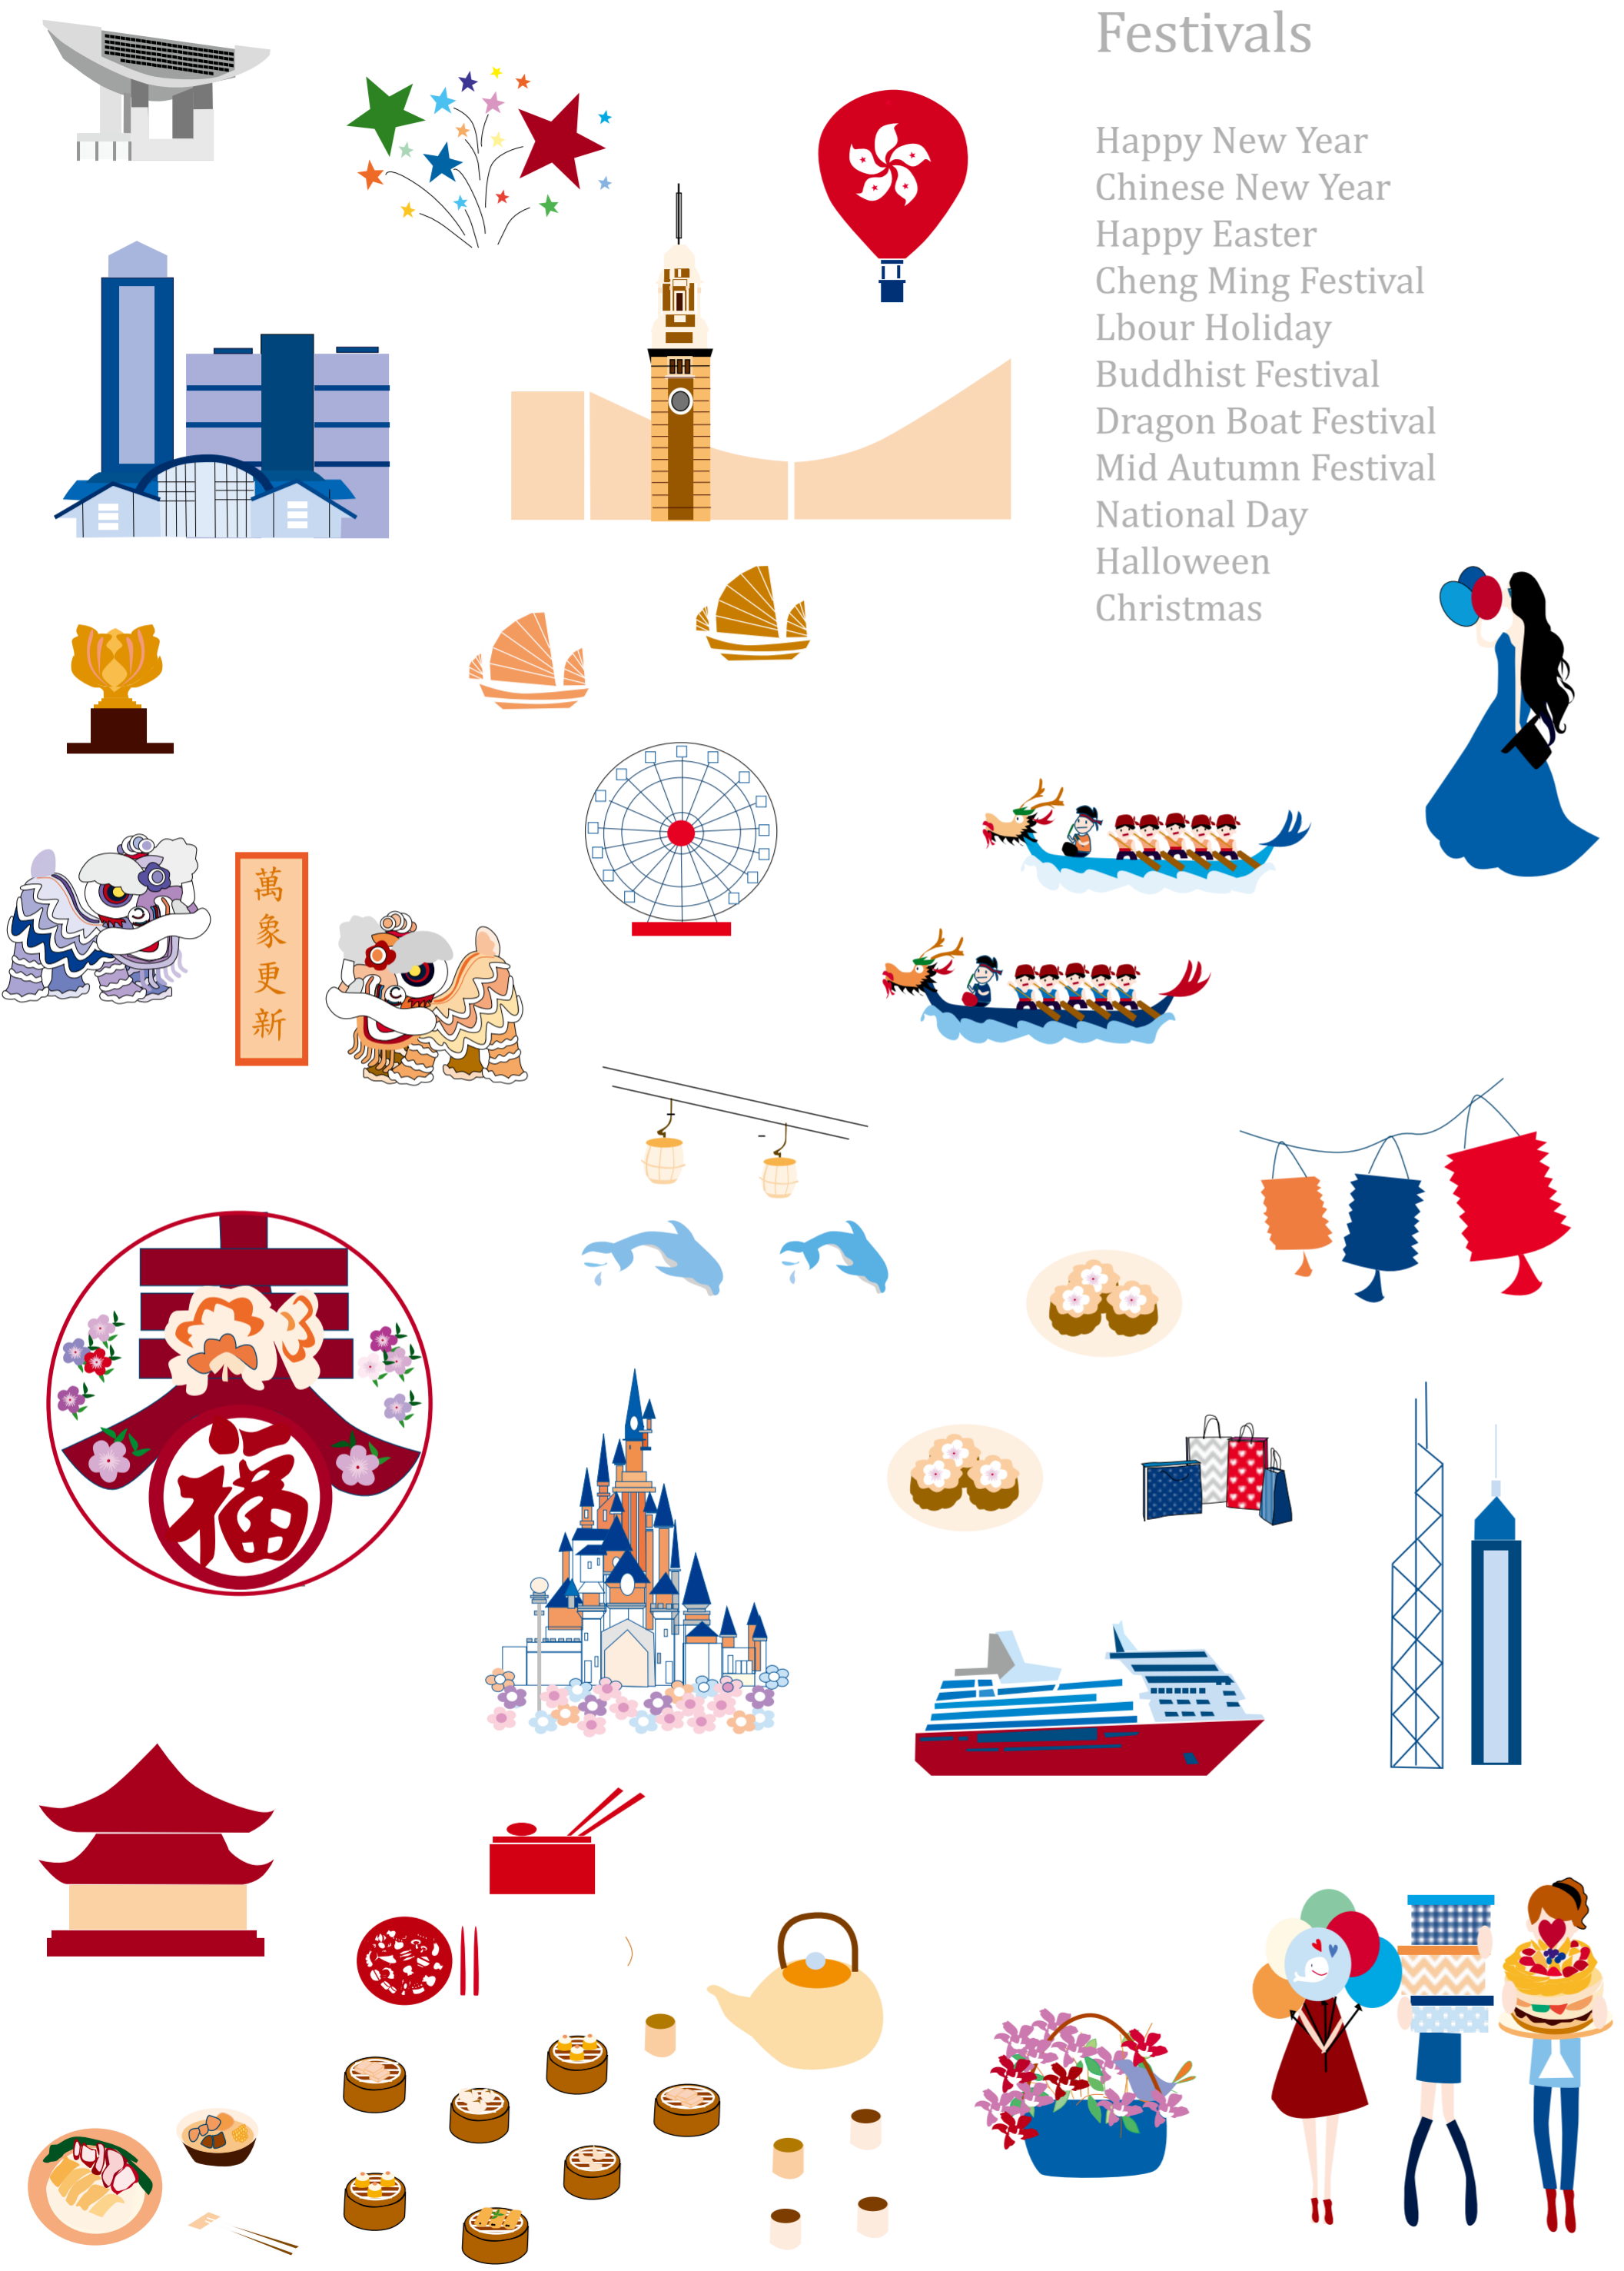 Festivals
Happy New Year
Chinese New Year
Happy Easter
Cheng Ming Festival
Lbour Holiday
Buddhist Festival
Dragon Boat Festival
Mid Autumn Festival
National Day
Halloween
Christmas
萬象更新
春
福